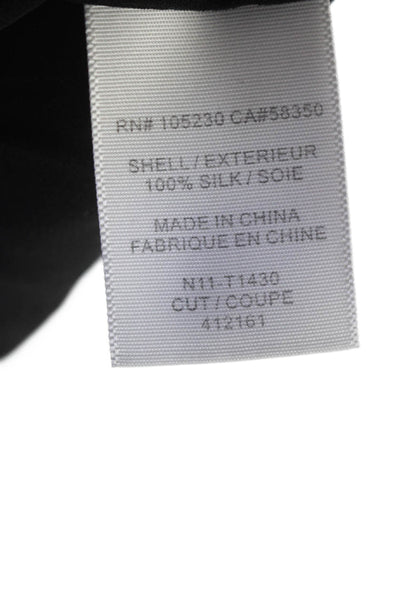 RN# 105230 CA#58350
SHELL / EXTERIEUR
100% SILK / SOIE
MADE IN CHINA
FABRIQUE EN CHINE
N11-T1430
CUT / COUPE
412161